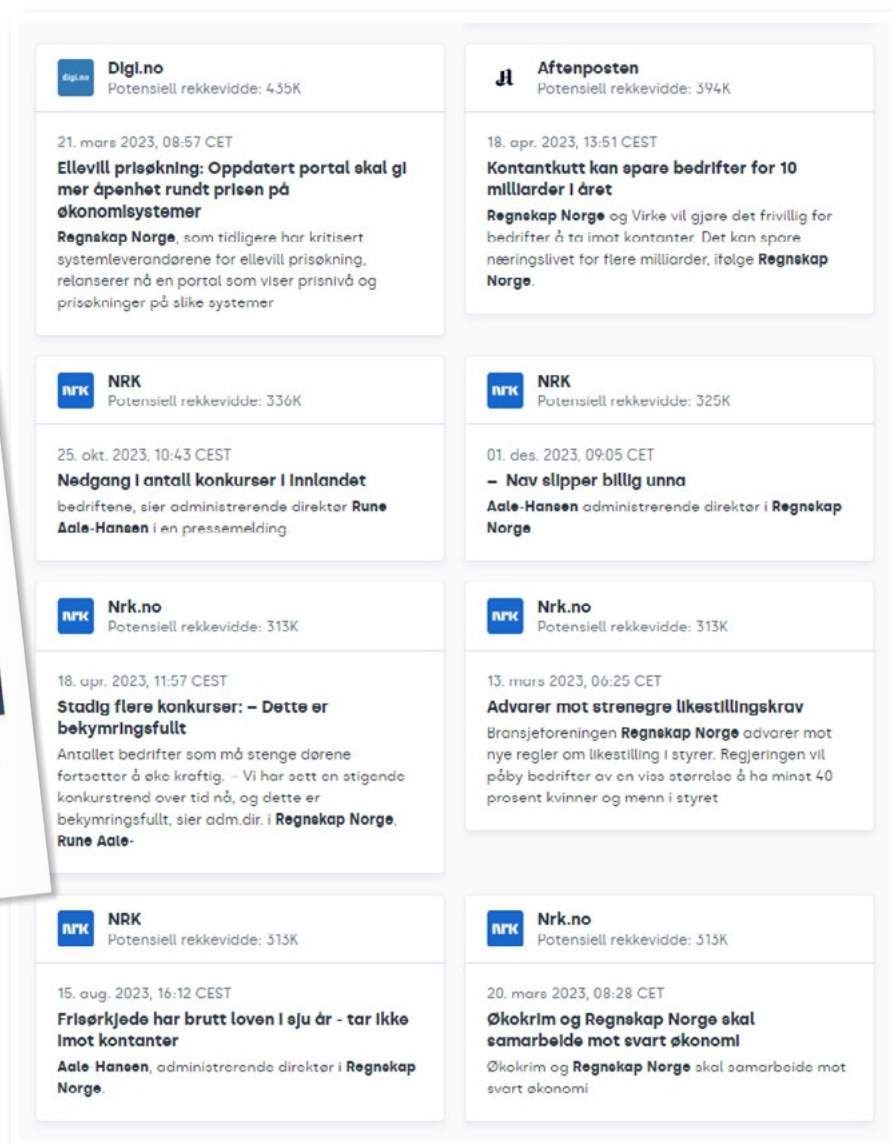 digi.no
Digi.no
Potensiell rekkevidde: 435K
21. mars 2023, 08:57 CET
Ellevill prisøkning: Oppdatert portal skal gi
mer åpenhet rundt prisen på
økonomisystemer
Regnskap Norge, som tidligere har kritisert
systemleverandørene for ellevill prisøkning,
relanserer nå en portal som viser prisnivå og
prisøkninger på slike systemer
Aftenposten
Potensiell rekkevidde: 394K
18. apr. 2023, 13:51 CEST
Kontantkutt kan spare bedrifter for 10
milliarder i året
Regnskap Norge og Virke vil gjøre det frivillig for
bedrifter å ta imot kontanter. Det kan spare
næringslivet for flere milliarder, ifølge Regnskap
Norge.
nrk
NRK
Potensiell rekkevidde: 336K
25. okt. 2023, 10:43 CEST
Nedgang i antall konkurser i Innlandet
bedriftene, sier administrerende direktør Rune
Aale-Hansen i en pressemelding.
nrk
NRK
Potensiell rekkevidde: 325K
01. des. 2023, 09:05 CET
– Nav slipper billig unna
Aale-Hansen administrerende direktør i Regnskap
Norge
nrk
Nrk.no
Potensiell rekkevidde: 313K
18. apr. 2023, 11:57 CEST
Stadig flere konkurser: – Dette er
bekymringsfullt
Antallet bedrifter som må stenge dørene
fortsetter å øke kraftig. – Vi har sett en stigende
konkurstrend over tid nå, og dette er
bekymringsfullt, sier adm.dir. i Regnskap Norge,
Rune Aale-
nrk
Nrk.no
Potensiell rekkevidde: 313K
13. mars 2023, 06:25 CET
Advarer mot strenegre likestillingskrav
Bransjeforeningen Regnskap Norge advarer mot
nye regler om likestilling i styrer. Regjeringen vil
påby bedrifter av en viss størrelse å ha minst 40
prosent kvinner og menn i styret
nrk
NRK
Potensiell rekkevidde: 313K
15. aug. 2023, 16:12 CEST
Frisørkjede har brutt loven i sju år - tar ikke
imot kontanter
Aale-Hansen, administrerende direktør i Regnskap
Norge.
nrk
Nrk.no
Potensiell rekkevidde: 313K
20. mars 2023, 08:28 CET
Økokrim og Regnskap Norge skal
samarbeide mot svart økonomi
Økokrim og Regnskap Norge skal samarbeide mot
svart økonomi